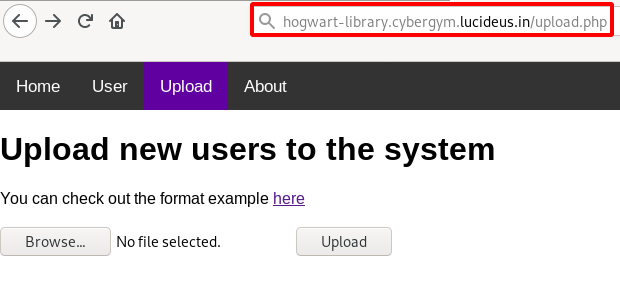 hogwart-library.cybergym.lucideus.in/upload.php
Home User Upload About
Upload new users to the system
You can check out the format example here
Browse... No file selected. Upload